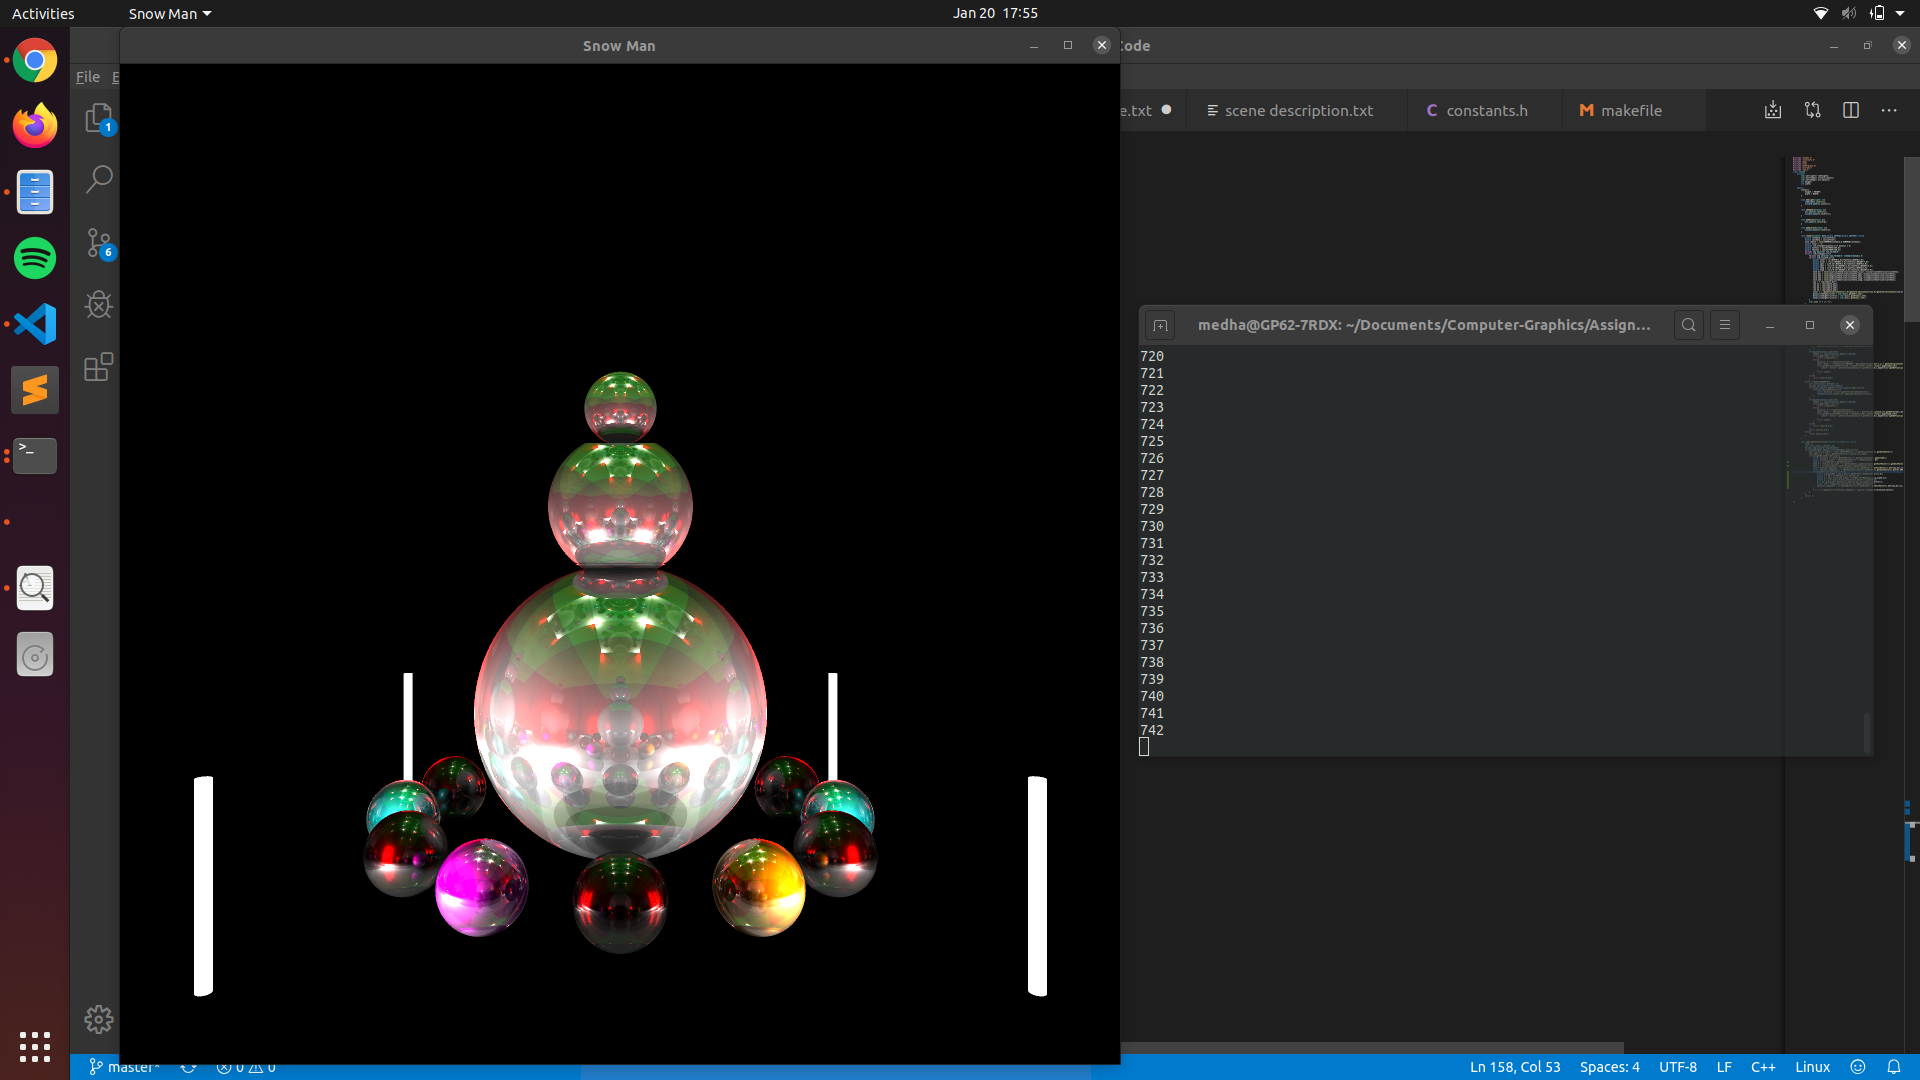 Activities
Snow Man
Jan 20 17:55
Snow Man
Code
File E
e.txt
scene description.txt
C constants.h
M makefile
1
6
medha@GP62-7RDX: ~/Documents/Computer-Graphics/Assign...
720
721
722
723
724
725
726
727
728
729
730
731
732
733
734
735
736
737
738
739
740
741
742
master*
0
0
Ln 158, Col 53
Spaces: 4
UTF-8
LF
C++
Linux